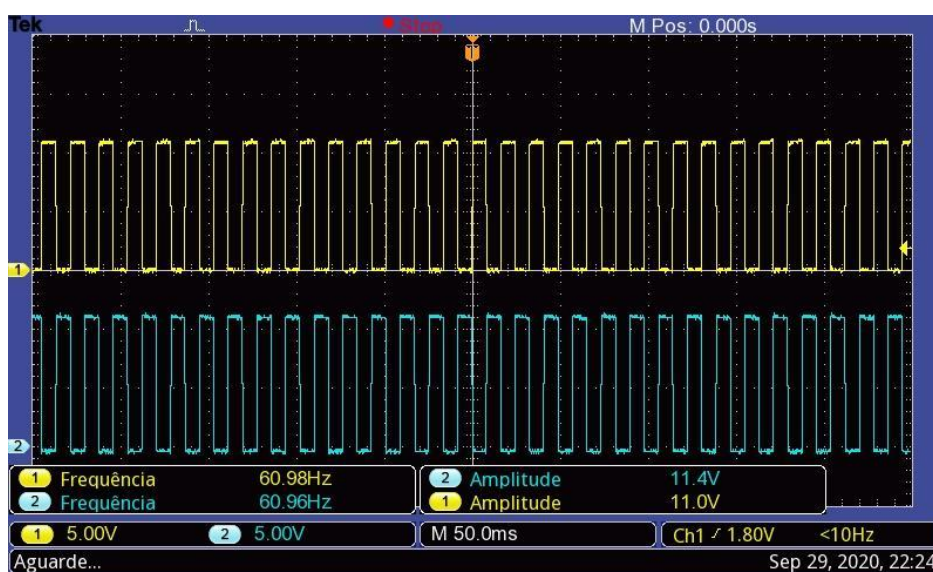 Tek Stop M Pos: 0.000s
T
1
2
1 Frequência 60.98Hz
2 Frequência 60.96Hz
2 Amplitude 11.4V
1 Amplitude 11.0V
1 5.00V 2 5.00V M 50.0ms Ch1 1.80V <10Hz
Aguarde... Sep 29, 2020, 22:24